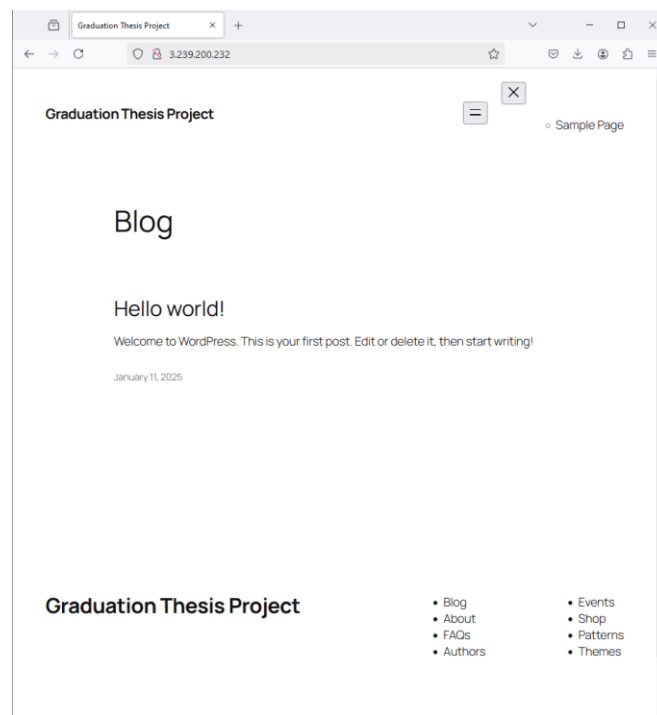 Graduation Thesis Project
3.239.200.232
Graduation Thesis Project
Sample Page
Blog
Hello world!
Welcome to WordPress. This is your first post. Edit or delete it, then start writing!
January 11, 2025
Graduation Thesis Project
Blog
About
FAQs
Authors
Events
Shop
Patterns
Themes